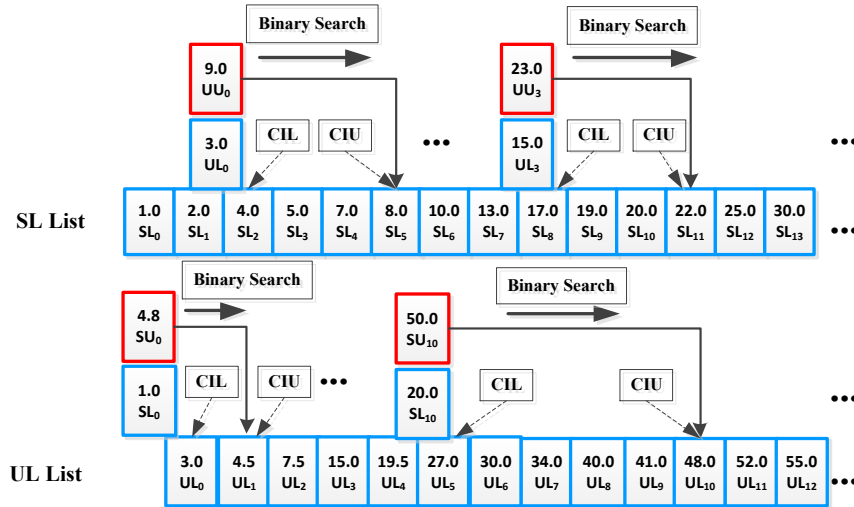 Binary Search
Binary Search
9.0
UU₀
23.0
UU₃
3.0
UL₀
CIL
CIU
...
15.0
UL₃
CIL
CIU
...
SL List
1.0 2.0 4.0 5.0 7.0 8.0 10.0 13.0 17.0 19.0 20.0 22.0 25.0 30.0
SL₀ SL₁ SL₂ SL₃ SL₄ SL₅ SL₆ SL₇ SL₈ SL₉ SL₁₀ SL₁₁ SL₁₂ SL₁₃
...
Binary Search
Binary Search
4.8
SU₀
50.0
SU₁₀
1.0
SL₀
CIL
CIU
...
20.0
SL₁₀
CIL
CIU
...
UL List
3.0 4.5 7.5 15.0 19.5 27.0 30.0 34.0 40.0 41.0 48.0 52.0 55.0
UL₀ UL₁ UL₂ UL₃ UL₄ UL₅ UL₆ UL₇ UL₈ UL₉ UL₁₀ UL₁₁ UL₁₂
...